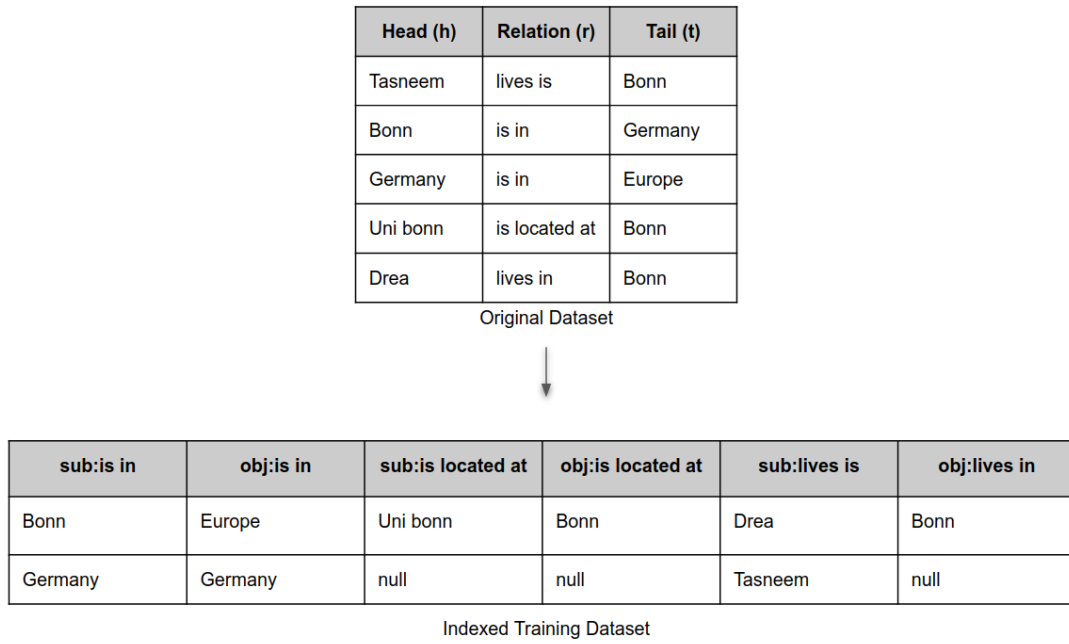 Head (h) Relation (r) Tail (t)
Tasneem lives is Bonn
Bonn is in Germany
Germany is in Europe
Uni bonn is located at Bonn
Drea lives in Bonn
Original Dataset
sub:is in obj:is in sub:is located at obj:is located at sub:lives is obj:lives in
Bonn Europe Uni bonn Bonn Drea Bonn
Germany Germany null null Tasneem null
Indexed Training Dataset